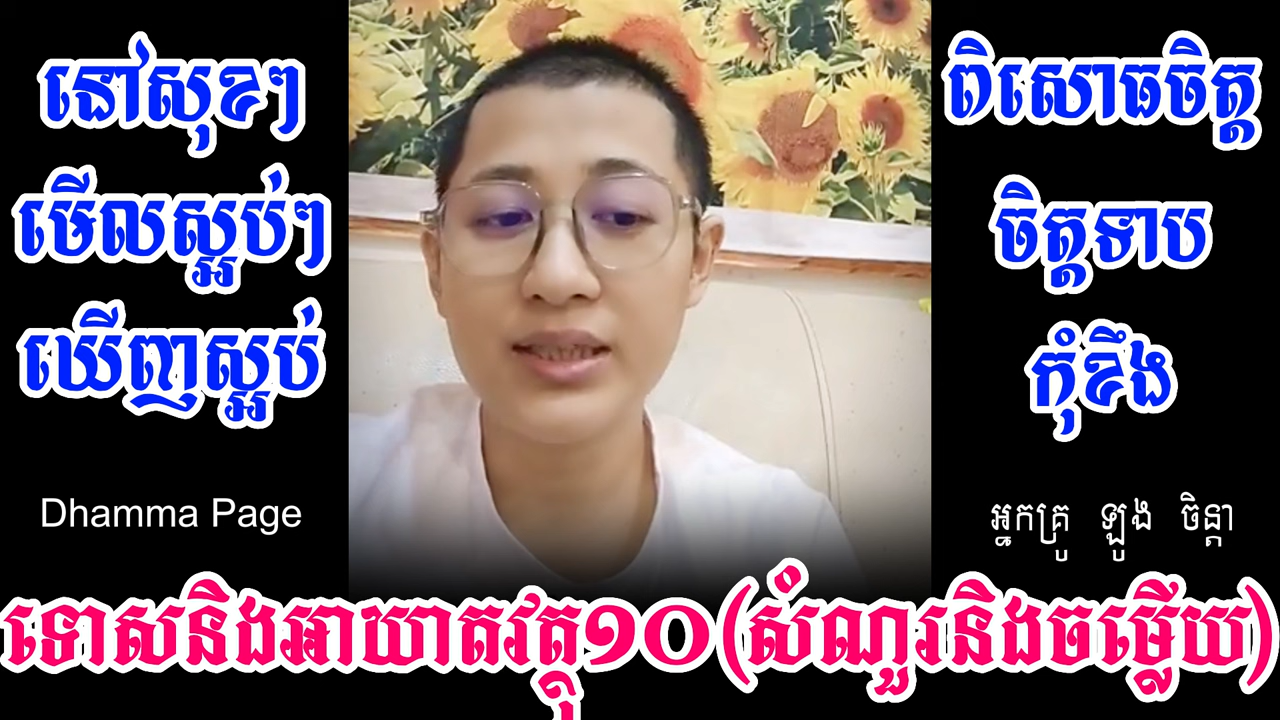 នៅសុខៗ
មើលស្អប់ៗ
ឃើញស្អប់
Dhamma Page
ពិសោធចិត្ត
ចិត្តទាប
កុំខឹង
អ្នកគ្រូ ឡុង ចិន្តា
ទោសនិងអាឃាតវត្ថុ១០(សំណួរនិងចម្លើយ)